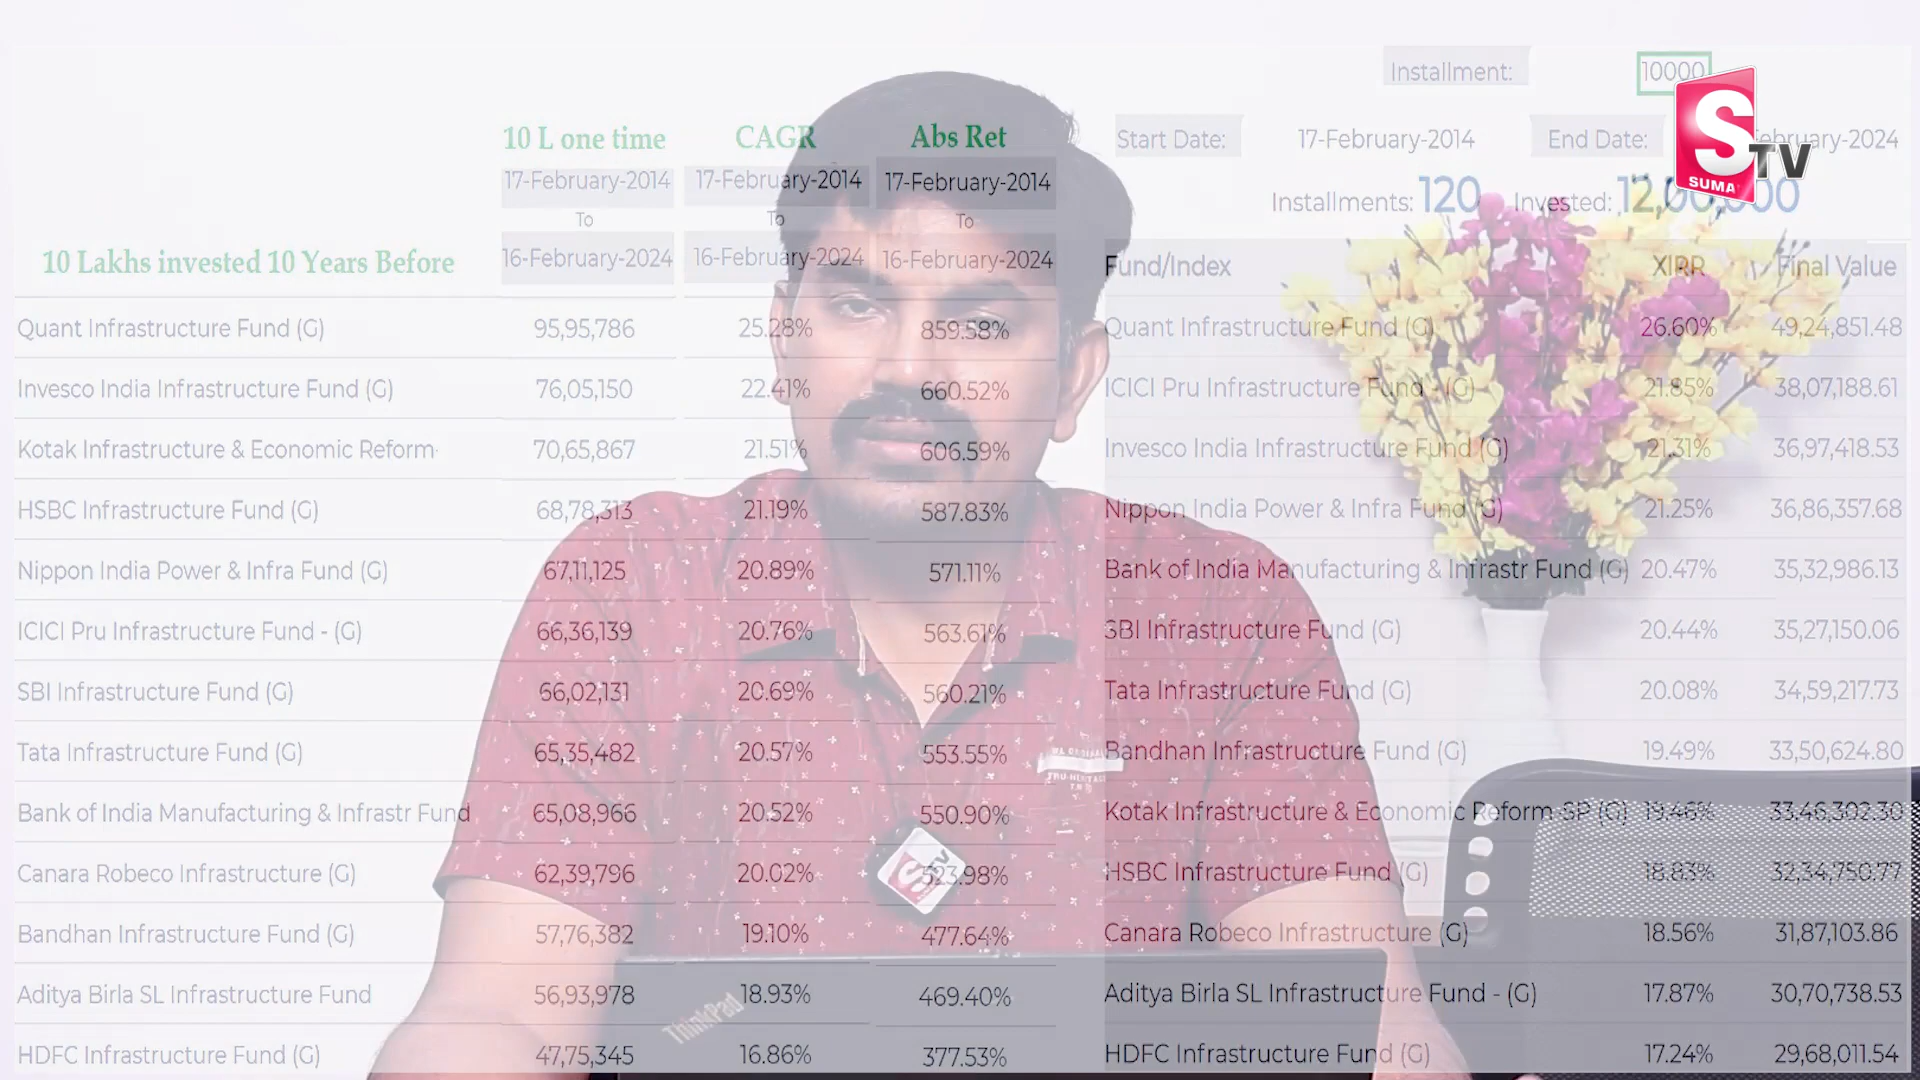 Installment: 10000
S TV
SUMA
10 L one time CAGR Abs Ret
Start Date: 17-February-2014 End Date: February-2024
17-February-2014 17-February-2014 17-February-2014
To To To
Installments: 120 Invested: 12,00,000
10 Lakhs invested 10 Years Before 16-February-2024 16-February-2024 16-February-2024
Fund/Index XIRR Final Value
Quant Infrastructure Fund (G) 95,95,786 25.28% 859.58% Quant Infrastructure Fund (G) 26.60% 49,24,851.48
Invesco India Infrastructure Fund (G) 76,05,150 22.41% 660.52% ICICI Pru Infrastructure Fund - (G) 21.85% 38,07,188.61
Kotak Infrastructure & Economic Reform- 70,65,867 21.51% 606.59% Invesco India Infrastructure Fund (G) 21.31% 36,97,418.53
HSBC Infrastructure Fund (G) 68,78,313 21.19% 587.83% Nippon India Power & Infra Fund (G) 21.25% 36,86,357.68
Nippon India Power & Infra Fund (G) 67,11,125 20.89% 571.11% Bank of India Manufacturing & Infrastr Fund (G) 20.47% 35,32,986.13
ICICI Pru Infrastructure Fund - (G) 66,36,139 20.76% 563.61% SBI Infrastructure Fund (G) 20.44% 35,27,150.06
SBI Infrastructure Fund (G) 66,02,131 20.69% 560.21% Tata Infrastructure Fund (G) 20.08% 34,59,217.73
Tata Infrastructure Fund (G) 65,35,482 20.57% 553.55% Bandhan Infrastructure Fund (G) 19.49% 33,50,624.80
Bank of India Manufacturing & Infrastr Fund 65,08,966 20.52% 550.90% Kotak Infrastructure & Economic Reform-SP (G) 19.46% 33,46,302.30
Canara Robeco Infrastructure (G) 62,39,796 20.02% 523.98% HSBC Infrastructure Fund (G) 18.83% 32,34,750.77
Bandhan Infrastructure Fund (G) 57,76,382 19.10% 477.64% Canara Robeco Infrastructure (G) 18.56% 31,87,103.86
Aditya Birla SL Infrastructure Fund 56,93,978 18.93% 469.40% Aditya Birla SL Infrastructure Fund - (G) 17.87% 30,70,738.53
ThinkPad
HDFC Infrastructure Fund (G) 47,75,345 16.86% 377.53% HDFC Infrastructure Fund (G) 17.24% 29,68,011.54